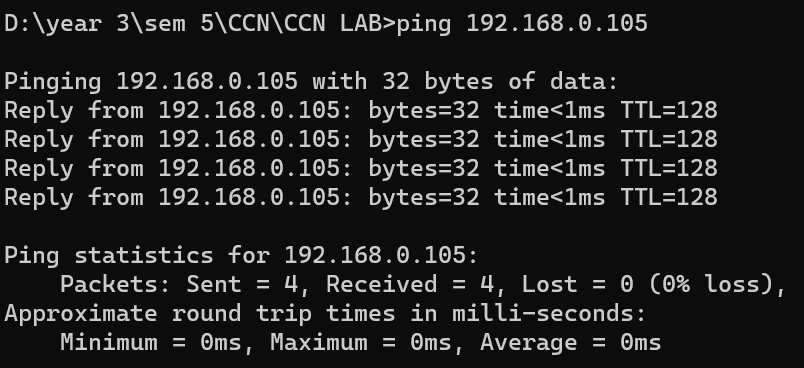 D:\year 3\sem 5\CCN\CCN LAB>ping 192.168.0.105
Pinging 192.168.0.105 with 32 bytes of data:
Reply from 192.168.0.105: bytes=32 time<1ms TTL=128
Reply from 192.168.0.105: bytes=32 time<1ms TTL=128
Reply from 192.168.0.105: bytes=32 time<1ms TTL=128
Reply from 192.168.0.105: bytes=32 time<1ms TTL=128
Ping statistics for 192.168.0.105:
    Packets: Sent = 4, Received = 4, Lost = 0 (0% loss),
Approximate round trip times in milli-seconds:
    Minimum = 0ms, Maximum = 0ms, Average = 0ms